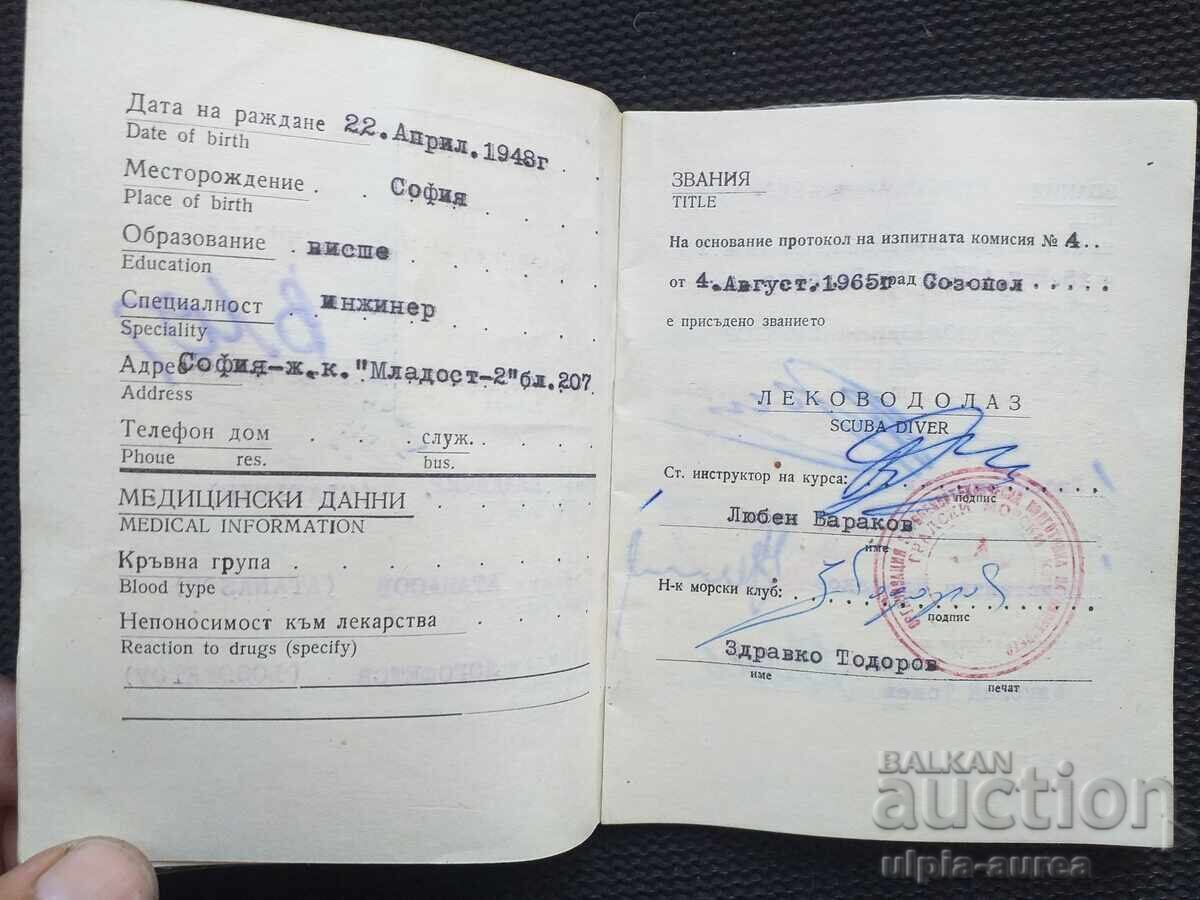 Дата на раждане 22. Април. 1948г
Date of birth
Месторождение . . София
Place of birth
Образование . висше
Education
Специалност . инжинер
Speciality
Адрес София-ж.к."Младост-2"бл.207
Address
Телефон дом . . . служ. . . . .
Phoue res. bus.
МЕДИЦИНСКИ ДАННИ
MEDICAL INFORMATION
Кръвна група
Blood type
Непоносимост към лекарства
Reaction to drugs (specify)
ЗВАНИЯ
TITLE
На основание протокол на изпитната комисия № 4..
от 4.Август.1965г град Созопол . . . . .
е присъдено званието
ЛЕКОВОДОЛАЗ
SCUBA DIVER
Ст. инструктор на курса:
подпис
Любен Бараков
име
Н-к морски клуб:
подпис
Здравко Тодоров
име печат
BALKAN
auction
ulpia-aurea